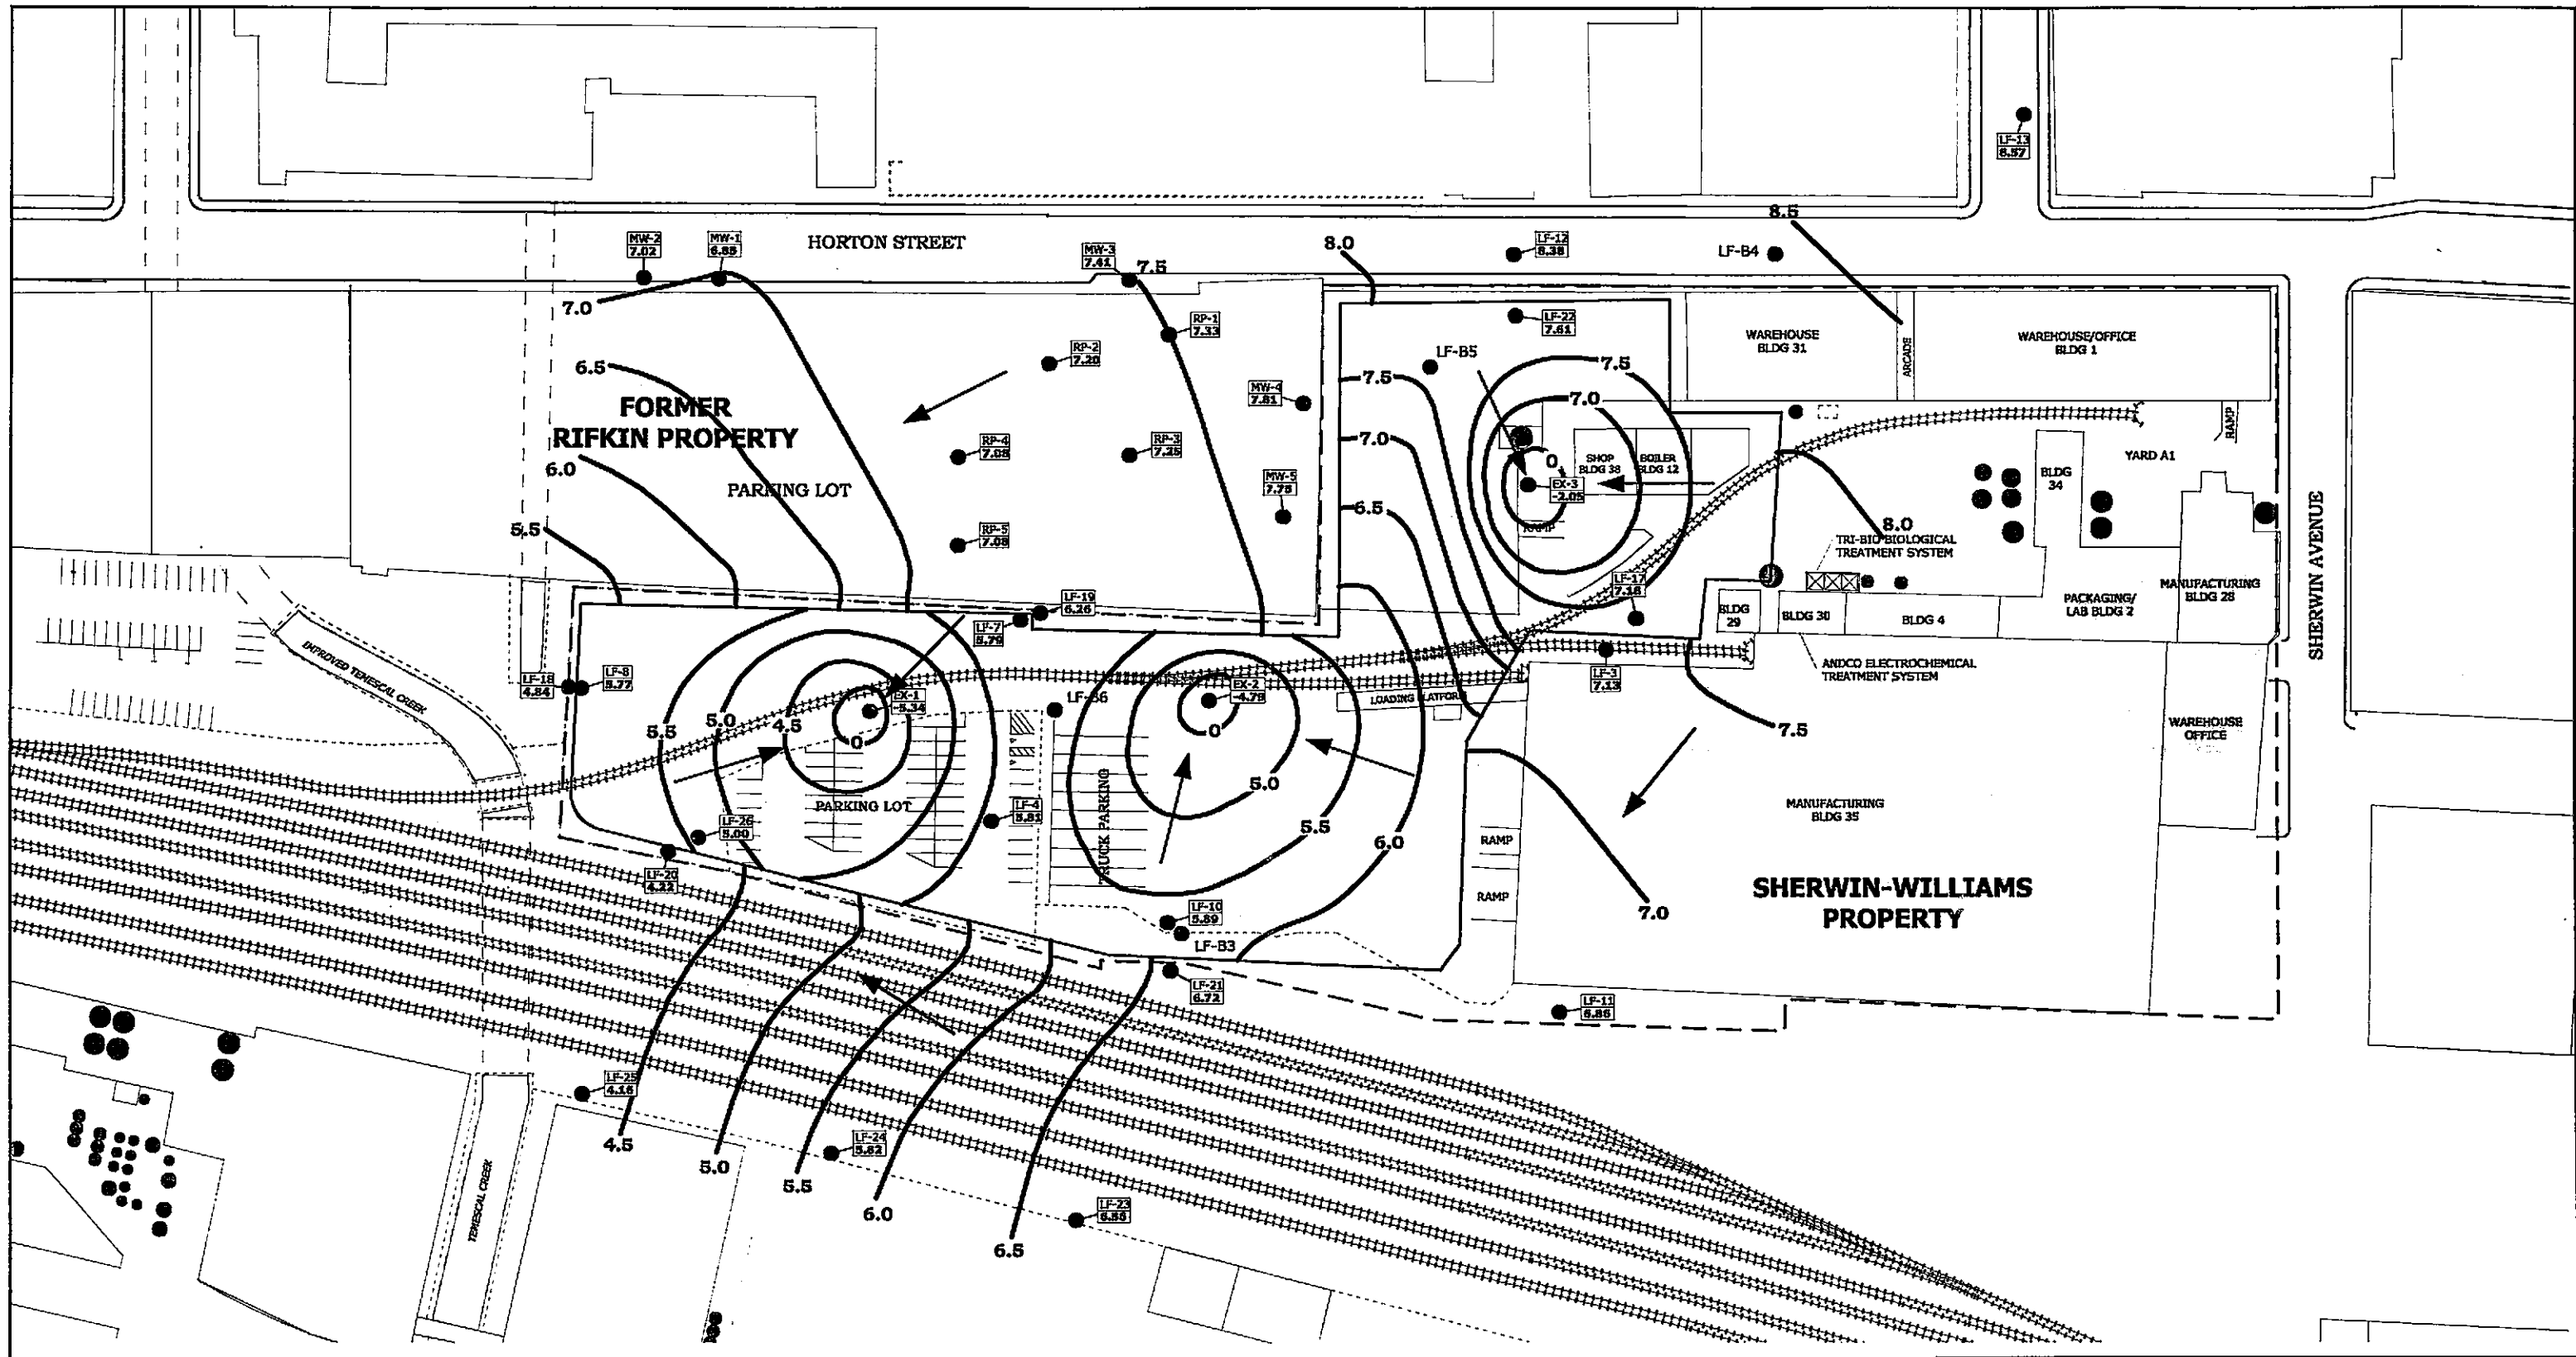 LF-13
8.57
8.5
HORTON STREET
MW-2
7.02
MW-1
6.85
MW-3
7.41
7.5
8.0
LF-12
8.38
LF-B4
7.0
RP-1
7.33
LF-22
7.61
WAREHOUSE
BLDG 31
ARCADE
WAREHOUSE/OFFICE
BLDG 1
RP-2
7.20
LF-B5
6.5
7.5
7.5
FORMER
RIFKIN PROPERTY
MW-4
7.81
7.0
RAMP
6.0
RP-4
7.08
RP-3
7.25
7.0
0
SHOP
BLDG 38
BOILER
BLDG 12
BLDG
34
YARD A1
PARKING LOT
MW-5
7.75
EX-3
-2.05
6.5
5.5
RP-5
7.08
RAMP
8.0
TRI-BIO BIOLOGICAL
TREATMENT SYSTEM
SHERWIN AVENUE
LF-17
7.16
MANUFACTURING
BLDG 28
LF-19
6.26
LF-7
5.79
BLDG
29
BLDG 30
BLDG 4
PACKAGING/
LAB BLDG 2
IMPROVED TEMESCAL CREEK
LF-18
4.84
LF-8
5.77
EX-1
-5.34
LF-B6
EX-2
-4.79
LOADING PLATFORM
LF-3
7.13
ANDCO ELECTROCHEMICAL
TREATMENT SYSTEM
5.5
5.0
4.5
0
0
7.5
WAREHOUSE
OFFICE
5.0
PARKING LOT
TRUCK PARKING
LF-26
5.00
LF-4
5.81
5.5
6.0
MANUFACTURING
BLDG 35
RAMP
LF-20
4.22
RAMP
7.0
SHERWIN-WILLIAMS
PROPERTY
LF-10
5.89
LF-B3
LF-21
6.72
LF-11
6.86
LF-25
4.16
4.5
5.0
5.5
6.0
6.5
LF-24
5.82
LF-23
6.56
TEMESCAL CREEK